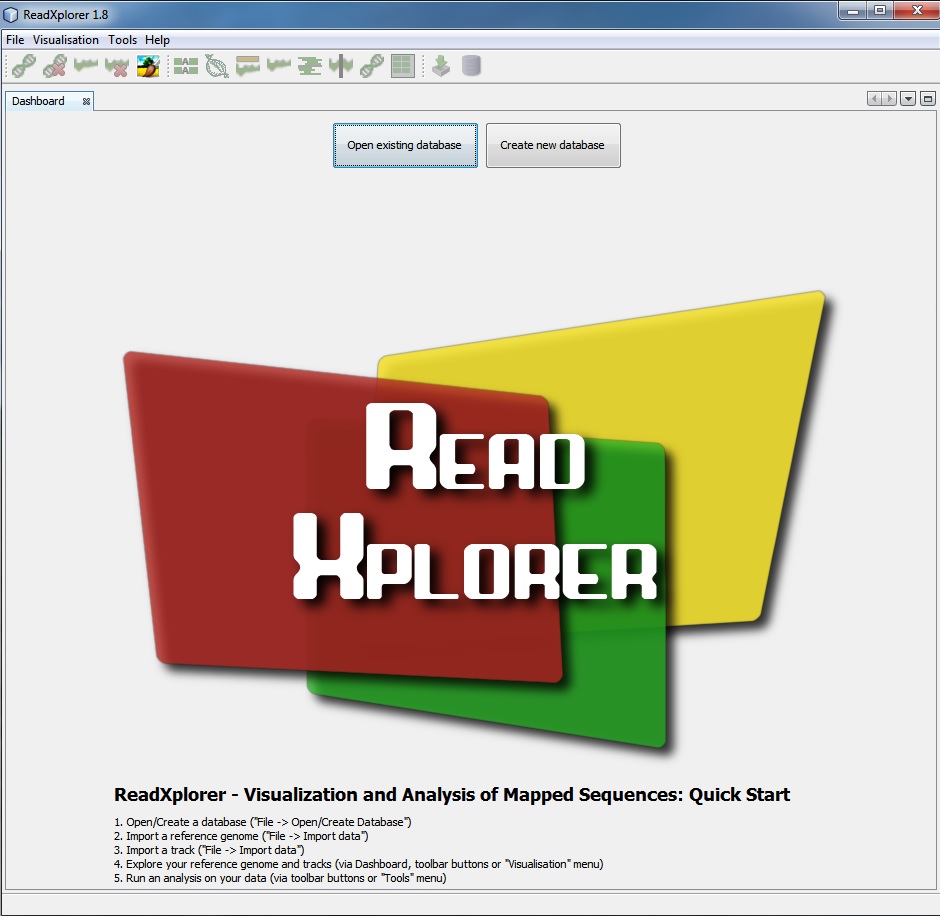 ReadXplorer 1.8
File Visualisation Tools Help
Dashboard
Open existing database Create new database
READ
XPLORER
ReadXplorer - Visualization and Analysis of Mapped Sequences: Quick Start
1. Open/Create a database ("File -> Open/Create Database")
2. Import a reference genome ("File -> Import data")
3. Import a track ("File -> Import data")
4. Explore your reference genome and tracks (via Dashboard, toolbar buttons or "Visualisation" menu)
5. Run an analysis on your data (via toolbar buttons or "Tools" menu)